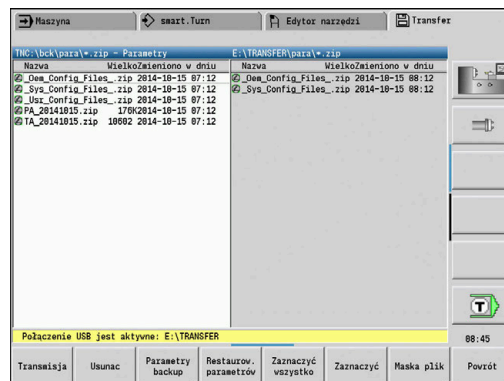 Maszyna smart.Turn Edytor narzędzi Transfer
TNC:\bck\para\*.zip - Parametry E:\TRANSFER\para\*.zip
Nazwa WielkoZmieniono w dniu Nazwa WielkoZmieniono w dniu
_Oem_Config_Files_.zip 2014-10-15 07:12 _Oem_Config_Files_.zip 2014-10-15 08:12
_Sys_Config_Files_.zip 2014-10-15 07:12 _Sys_Config_Files_.zip 2014-10-15 08:12
_Usr_Config_Files_.zip 2014-10-15 07:12
PA_20141015.zip 176K2014-10-15 07:12
TA_20141015.zip 10602 2014-10-15 07:12
T
Połączenie USB jest aktywne: E:\TRANSFER
08:45
Transmisja Usunac Parametry backup Restaurow. parametrów Zaznaczyć wszystko Zaznaczyć Maska plik Powrót